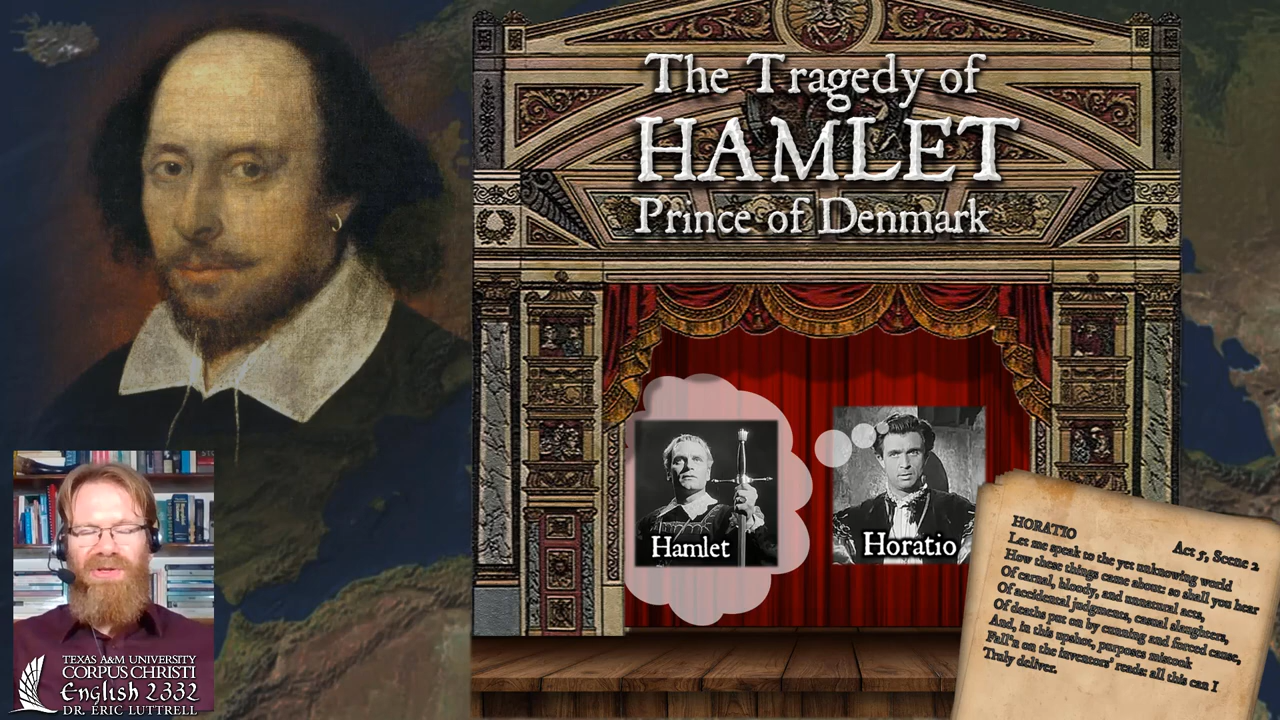 The Tragedy of
HAMLET
Prince of Denmark
Hamlet
Horatio
HORATIO
Act 5, Scene 2
Let me speak to the yet unknowing world
How these things came about: so shall you hear
Of carnal, bloody, and unnatural acts,
Of accidental judgments, casual slaughters,
Of deaths put on by cunning and forced cause,
And, in this upshot, purposes mistook
Fall'n on the inventors' reads: all this can I
Truly deliver.
TEXAS A&M UNIVERSITY
CORPUS CHRISTI
English 2332
DR. ERIC LUTTRELL